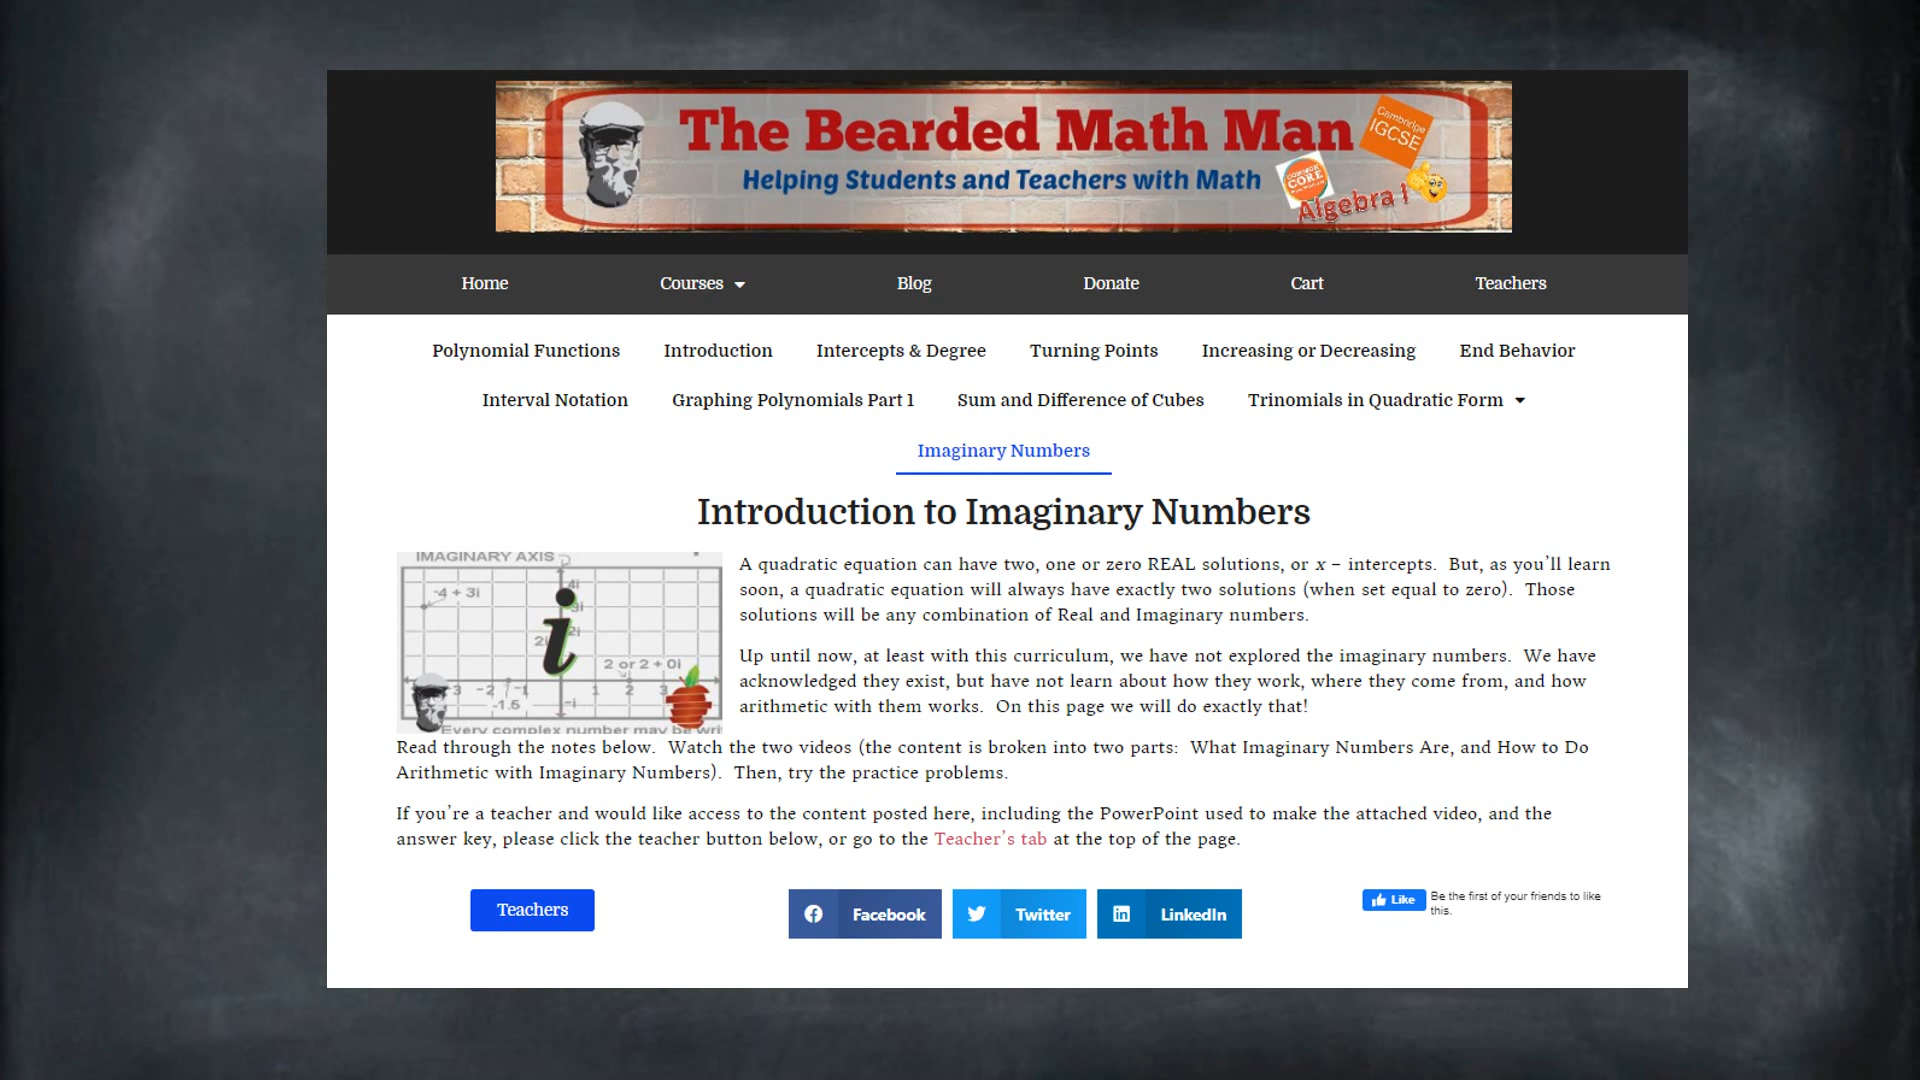 The Bearded Math Man
Helping Students and Teachers with Math
Cambridge
IGCSE
COMMON
CORE
Algebra I
Home
Courses
Blog
Donate
Cart
Teachers
Polynomial Functions
Introduction
Intercepts & Degree
Turning Points
Increasing or Decreasing
End Behavior
Interval Notation
Graphing Polynomials Part 1
Sum and Difference of Cubes
Trinomials in Quadratic Form
Imaginary Numbers
Introduction to Imaginary Numbers
IMAGINARY AXIS
4i
-4 + 3i
3i
i
2i
2i
2 or 2 + 0i
-3 -2 -1 1 2 3
-1.5
-i
Every complex number may be wri
A quadratic equation can have two, one or zero REAL solutions, or x – intercepts. But, as you’ll learn
soon, a quadratic equation will always have exactly two solutions (when set equal to zero). Those
solutions will be any combination of Real and Imaginary numbers.
Up until now, at least with this curriculum, we have not explored the imaginary numbers. We have
acknowledged they exist, but have not learn about how they work, where they come from, and how
arithmetic with them works. On this page we will do exactly that!
Read through the notes below. Watch the two videos (the content is broken into two parts: What Imaginary Numbers Are, and How to Do
Arithmetic with Imaginary Numbers). Then, try the practice problems.
If you’re a teacher and would like access to the content posted here, including the PowerPoint used to make the attached video, and the
answer key, please click the teacher button below, or go to the Teacher’s tab at the top of the page.
Teachers
Facebook
Twitter
LinkedIn
Like
Be the first of your friends to like
this.